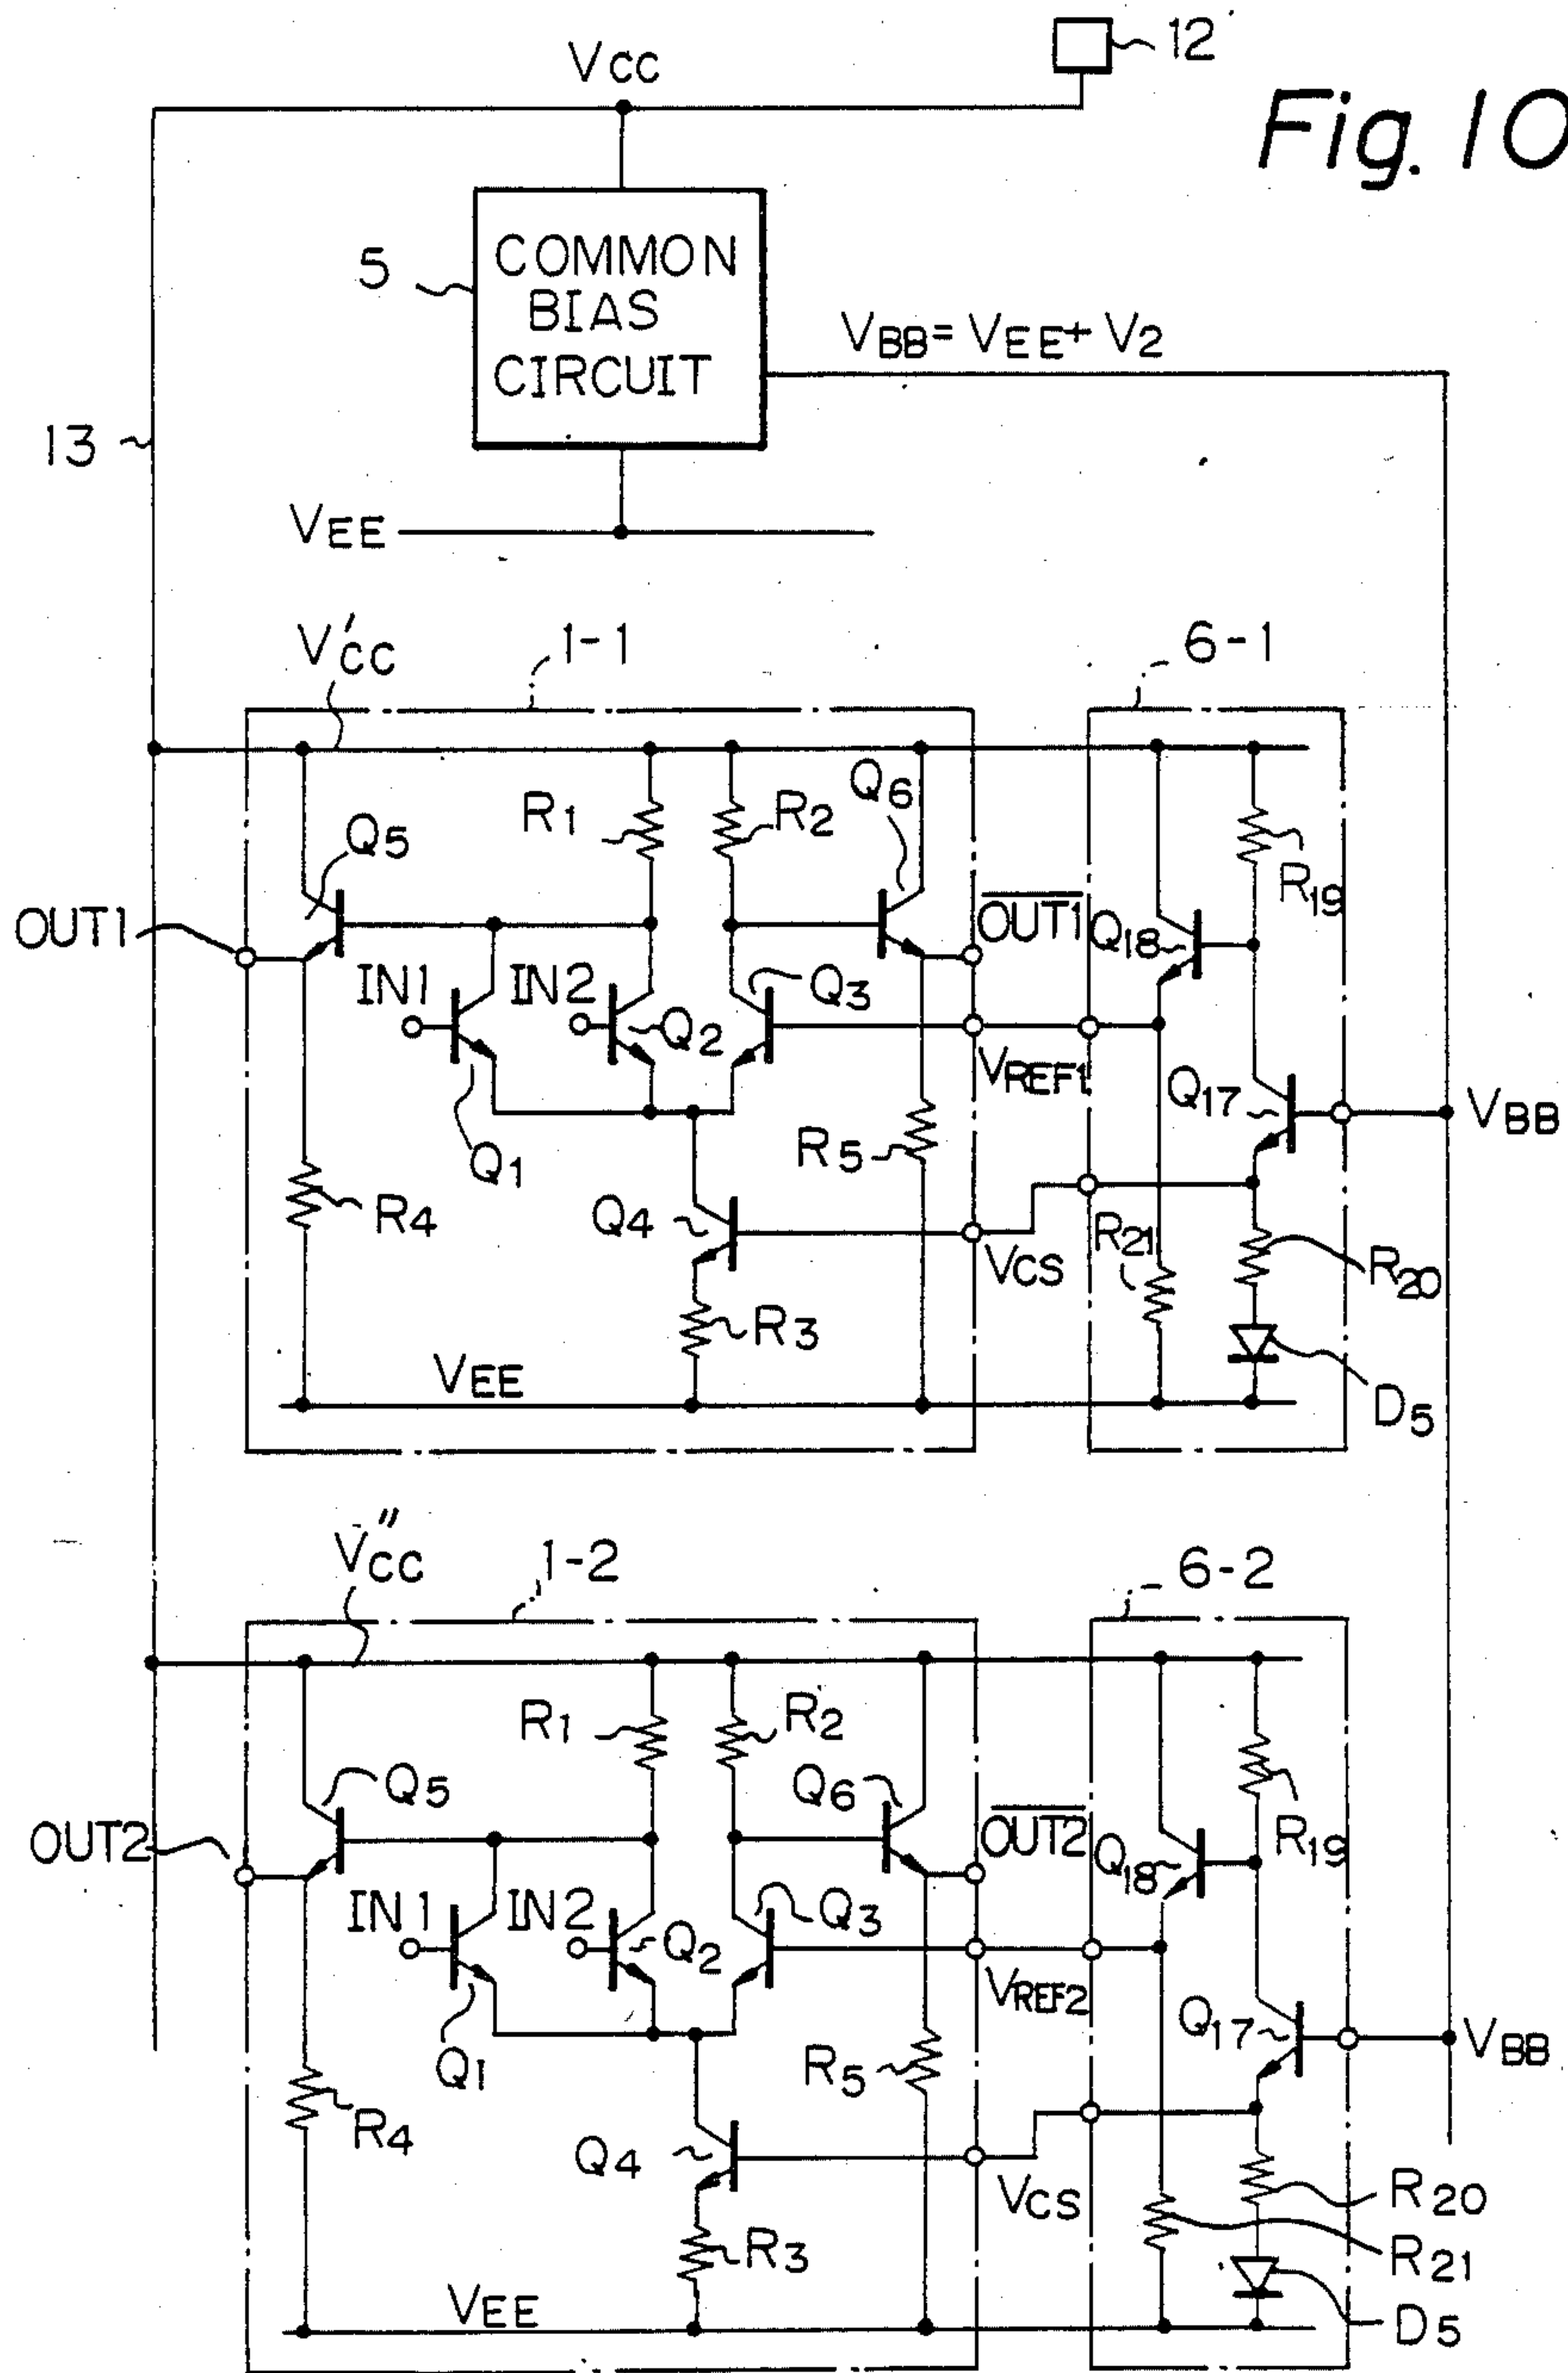 12
Vcc
Fig. 10
5
COMMON
BIAS
CIRCUIT
VBB= VEE+ V2
13
VEE
V'CC
1-1
6-1
Q5
R1
R2
Q6
R19
OUT1
OUT1
Q18
IN1
IN2
Q2
Q3
VREF1
Q17
VBB
Q1
R5
R4
Q4
VCS
R21
R20
R3
VEE
D5
V"CC
1-2
6-2
R1
R2
Q5
Q6
OUT2
OUT2
Q18
R19
IN1
IN2
Q2
Q3
VREF2
Q17
VBB
Q1
R5
R4
Q4
VCS
R20
R3
R21
VEE
D5